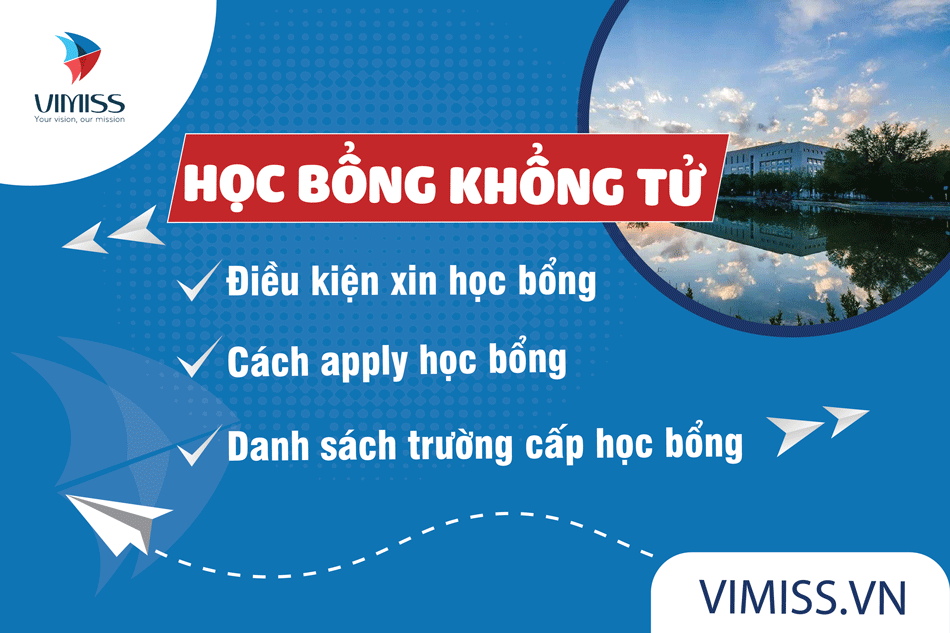 VIMISS
Your vision, our mission
HỌC BỔNG KHỔNG TỬ
Điều kiện xin học bổng
Cách apply học bổng
Danh sách trường cấp học bổng
VIMISS.VN